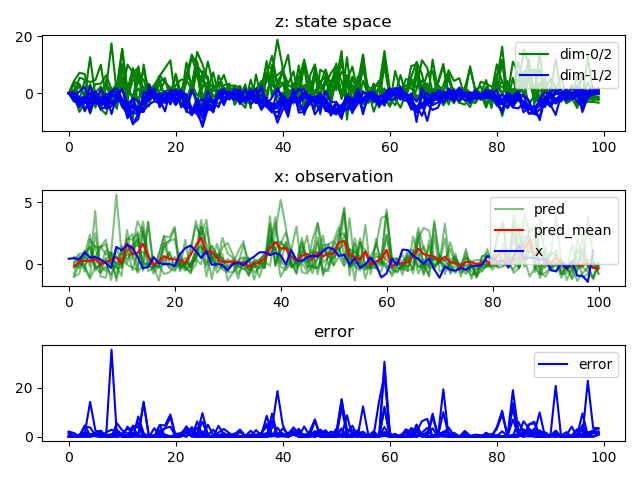 z: state space
20
0
dim-0/2
dim-1/2
0 20 40 60 80 100
x: observation
5
0
pred
pred_mean
x
0 20 40 60 80 100
error
20
0
error
0 20 40 60 80 100